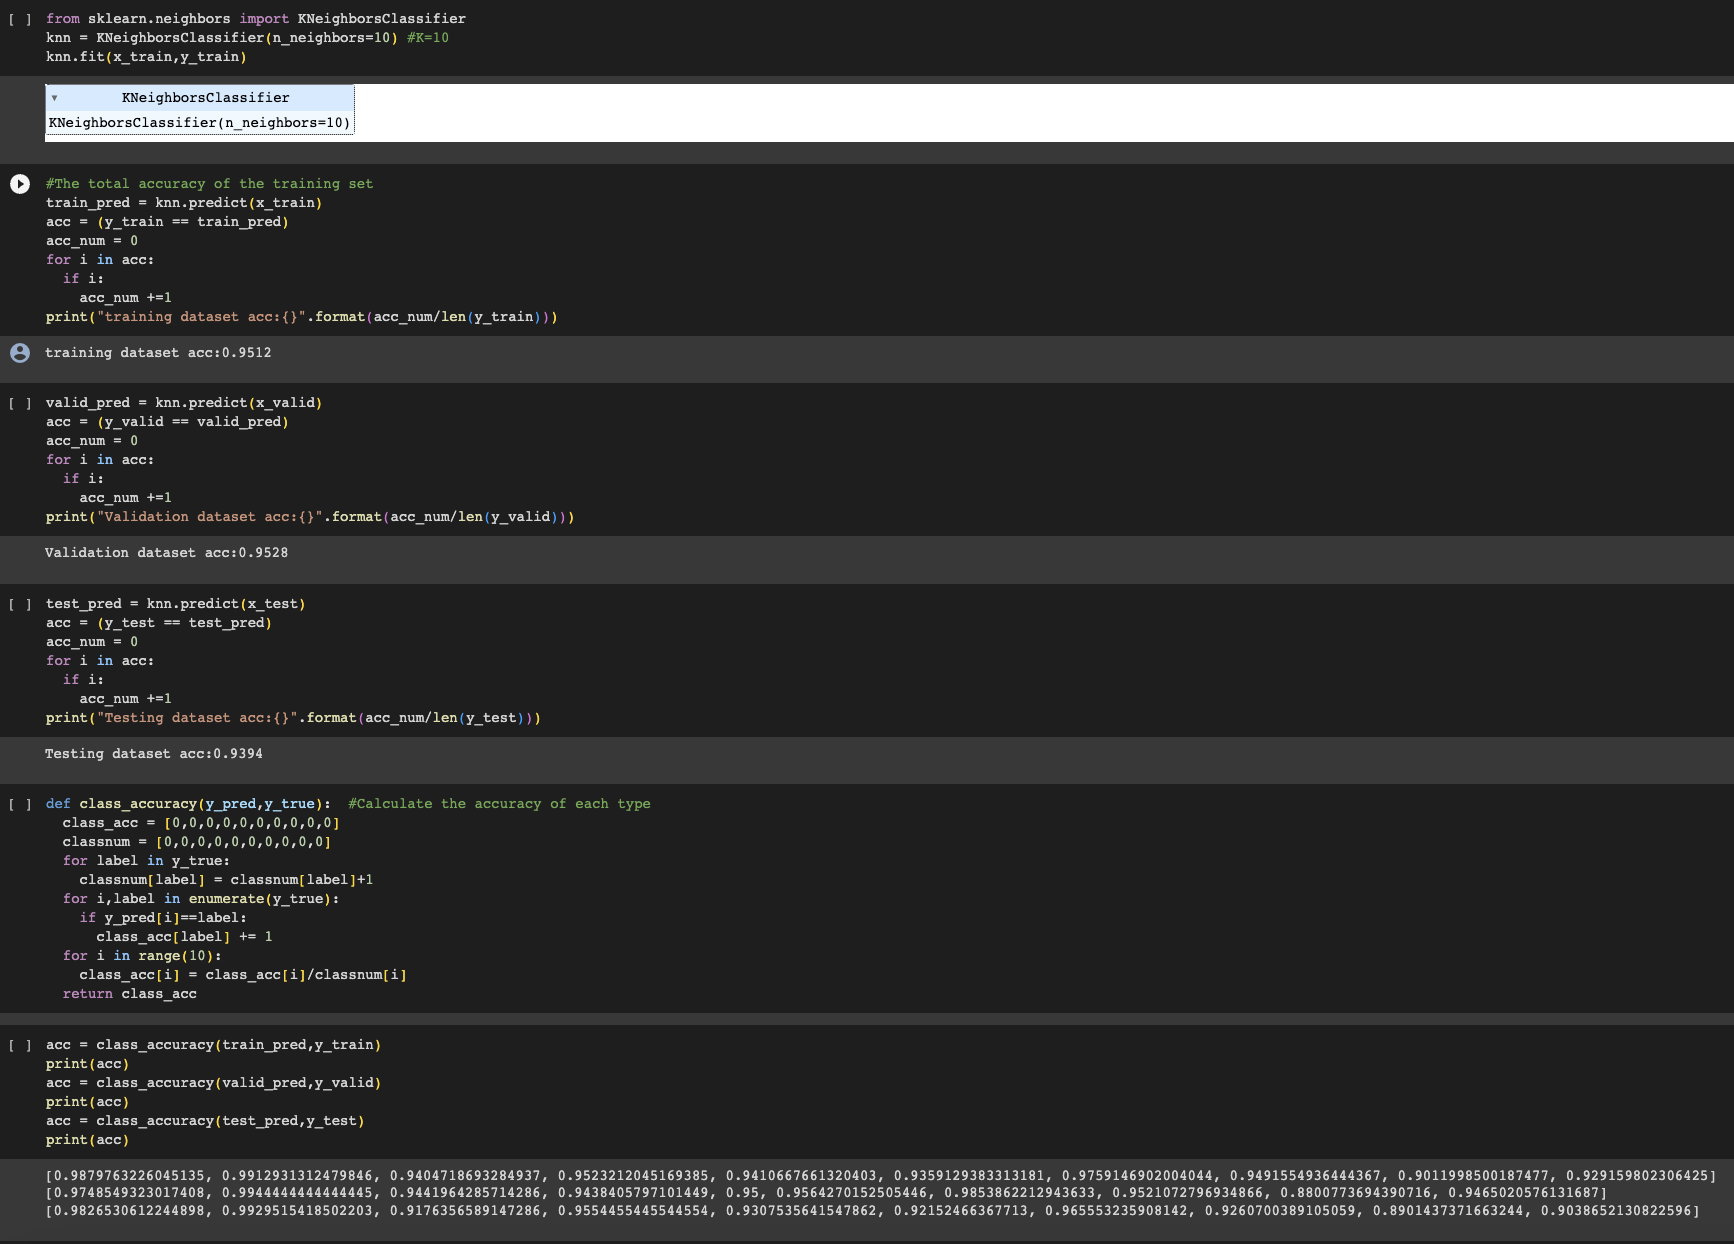 [ ] from sklearn.neighbors import KNeighborsClassifier
knn = KNeighborsClassifier(n_neighbors=10) #K=10
knn.fit(x_train,y_train)
▾ KNeighborsClassifier
KNeighborsClassifier(n_neighbors=10)
#The total accuracy of the training set
train_pred = knn.predict(x_train)
acc = (y_train == train_pred)
acc_num = 0
for i in acc:
  if i:
    acc_num +=1
print("training dataset acc:{}".format(acc_num/len(y_train)))
training dataset acc:0.9512
[ ] valid_pred = knn.predict(x_valid)
acc = (y_valid == valid_pred)
acc_num = 0
for i in acc:
  if i:
    acc_num +=1
print("Validation dataset acc:{}".format(acc_num/len(y_valid)))
Validation dataset acc:0.9528
[ ] test_pred = knn.predict(x_test)
acc = (y_test == test_pred)
acc_num = 0
for i in acc:
  if i:
    acc_num +=1
print("Testing dataset acc:{}".format(acc_num/len(y_test)))
Testing dataset acc:0.9394
[ ] def class_accuracy(y_pred,y_true):  #Calculate the accuracy of each type
  class_acc = [0,0,0,0,0,0,0,0,0,0]
  classnum = [0,0,0,0,0,0,0,0,0,0]
  for label in y_true:
    classnum[label] = classnum[label]+1
  for i,label in enumerate(y_true):
    if y_pred[i]==label:
      class_acc[label] += 1
  for i in range(10):
    class_acc[i] = class_acc[i]/classnum[i]
  return class_acc
[ ] acc = class_accuracy(train_pred,y_train)
print(acc)
acc = class_accuracy(valid_pred,y_valid)
print(acc)
acc = class_accuracy(test_pred,y_test)
print(acc)
[0.9879763226045135, 0.9912931312479846, 0.9404718693284937, 0.9523212045169385, 0.9410667661320403, 0.9359129383313181, 0.9759146902004044, 0.9491554936444367, 0.9011998500187477, 0.929159802306425]
[0.9748549323017408, 0.9944444444444445, 0.9441964285714286, 0.9438405797101449, 0.95, 0.9564270152505446, 0.9853862212943633, 0.9521072796934866, 0.8800773694390716, 0.9465020576131687]
[0.9826530612244898, 0.9929515418502203, 0.9176356589147286, 0.9554455445544554, 0.9307535641547862, 0.92152466367713, 0.965553235908142, 0.9260700389105059, 0.8901437371663244, 0.9038652130822596]